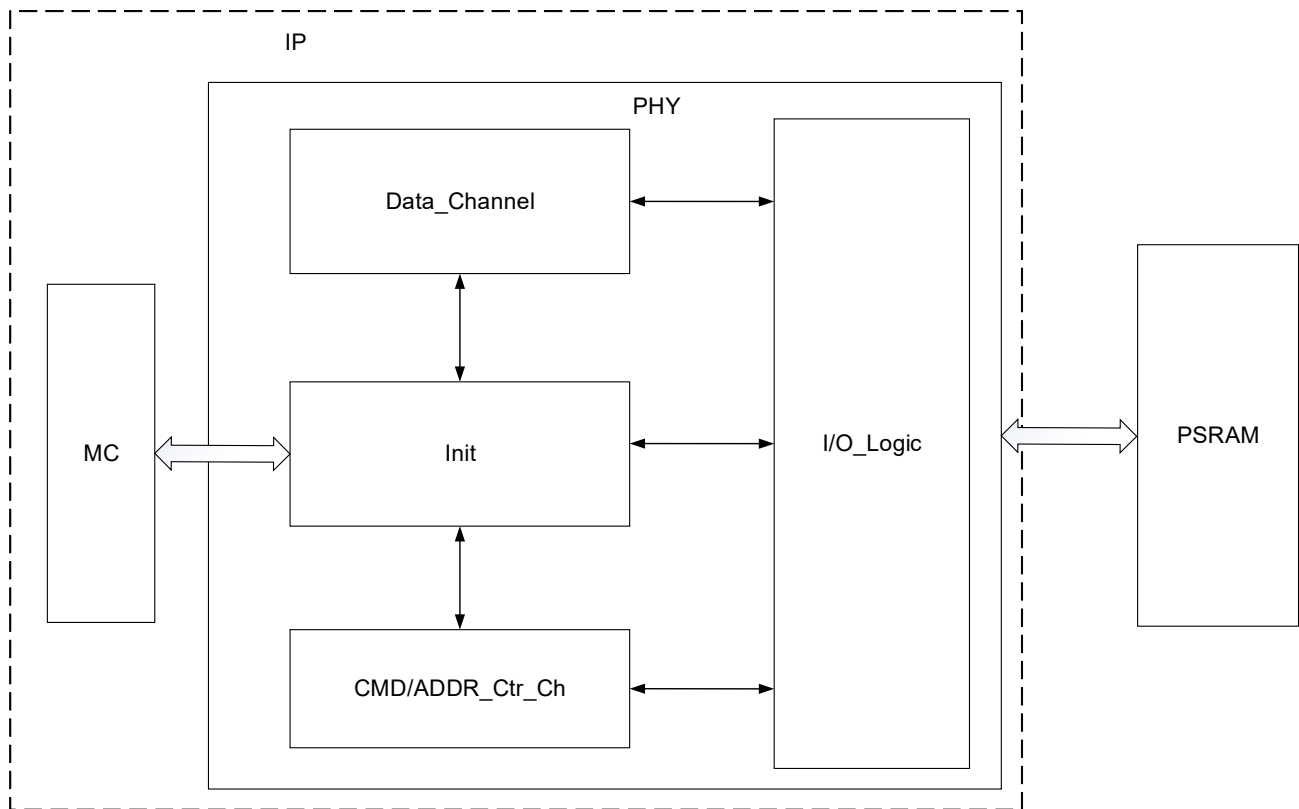 IP
PHY
Data_Channel
MC
Init
I/O_Logic
PSRAM
CMD/ADDR_Ctr_Ch